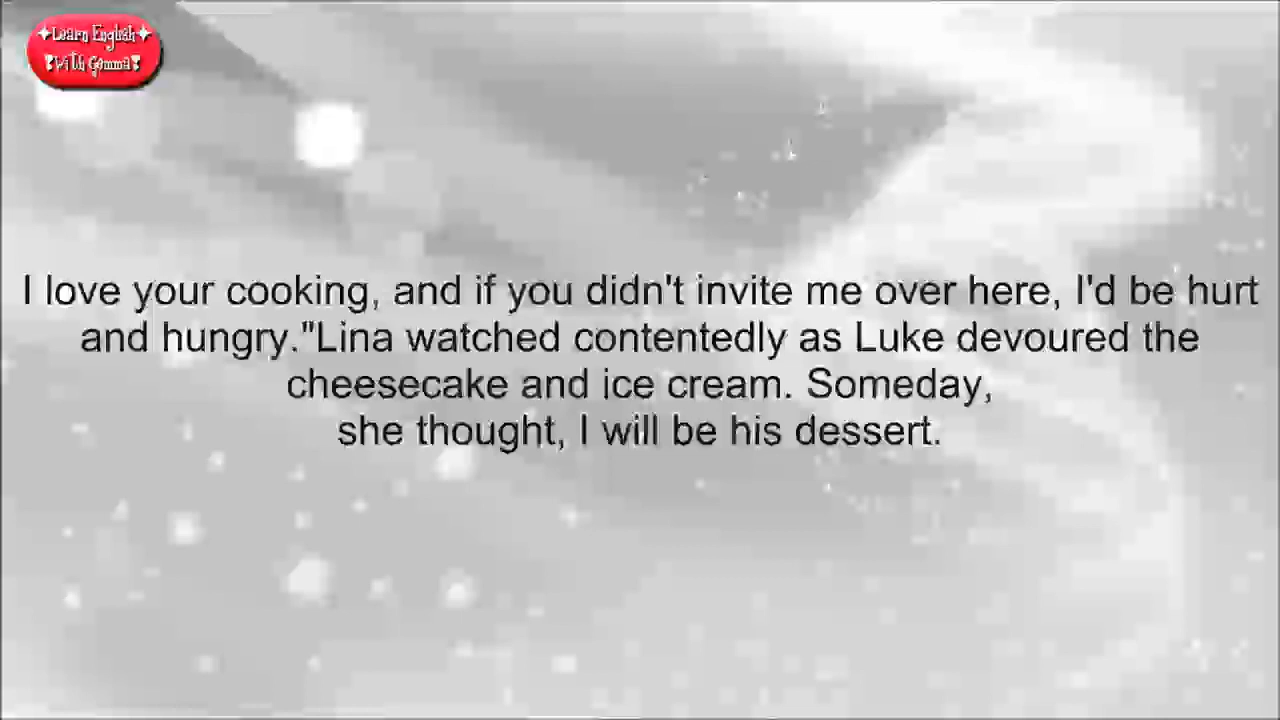 Learn English
With Gemma
I love your cooking, and if you didn't invite me over here, I'd be hurt
and hungry."Lina watched contentedly as Luke devoured the
cheesecake and ice cream. Someday,
she thought, I will be his dessert.